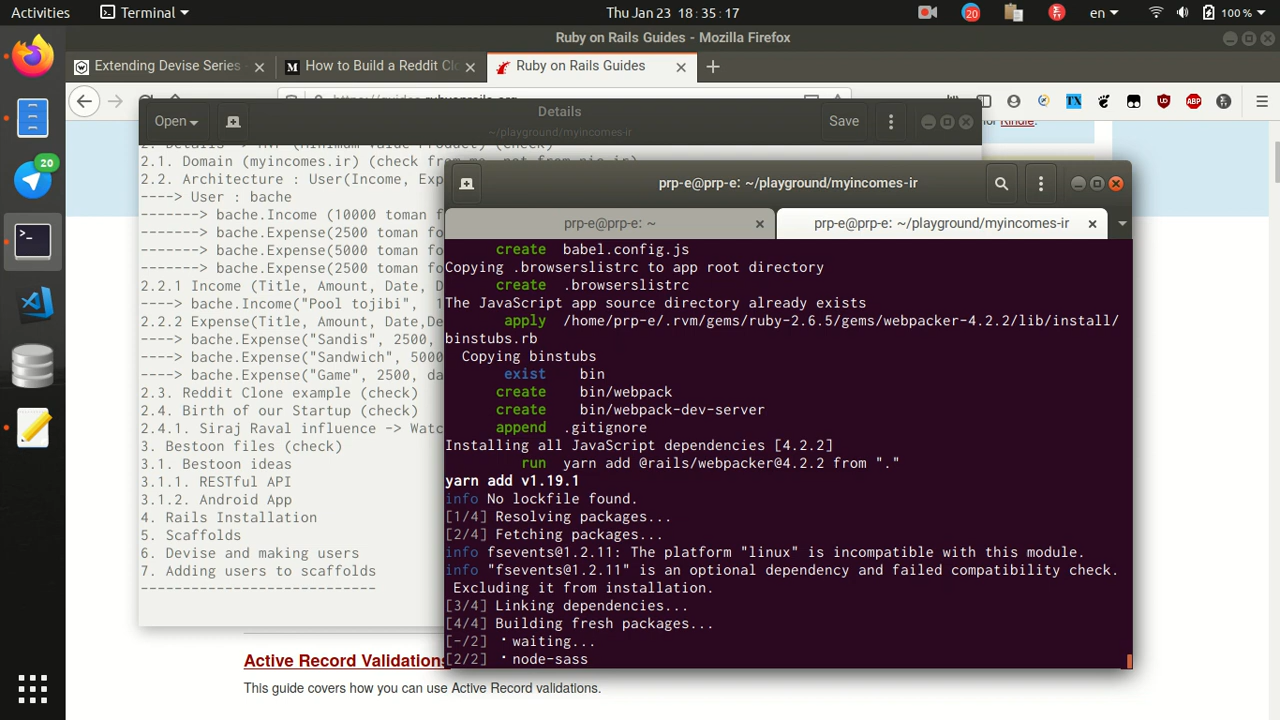 Activities
Terminal
Thu Jan 23 18:35:17
20
en
100 %
Ruby on Rails Guides - Mozilla Firefox
Extending Devise Series -
How to Build a Reddit Clo
Ruby on Rails Guides
for Kindle.
Details
~/playground/myincomes-ir
Open
Save
2.1. Domain (myincomes.ir) (check from me, not from nic.ir)
2.2. Architecture : User(Income, Exp
----> User : bache
-------> bache.Income (10000 toman f
-------> bache.Expense(2500 toman fo
-------> bache.Expense(5000 toman fo
-------> bache.Expense(2500 toman fo
2.2.1 Income (Title, Amount, Date, D
----> bache.Income("Pool tojibi", 1
2.2.2 Expense(Title, Amount, Date,De
----> bache.Expense("Sandis", 2500,
----> bache.Expense("Sandwich", 5000
----> bache.Expense("Game", 2500, da
2.3. Reddit Clone example (check)
2.4. Birth of our Startup (check)
2.4.1. Siraj Raval influence -> Watc
3. Bestoon files (check)
3.1. Bestoon ideas
3.1.1. RESTful API
3.1.2. Android App
4. Rails Installation
5. Scaffolds
6. Devise and making users
7. Adding users to scaffolds
----------------------------
20
prp-e@prp-e: ~/playground/myincomes-ir
prp-e@prp-e: ~
prp-e@prp-e: ~/playground/myincomes-ir
create babel.config.js
Copying .browserslistrc to app root directory
create .browserslistrc
The JavaScript app source directory already exists
apply /home/prp-e/.rvm/gems/ruby-2.6.5/gems/webpacker-4.2.2/lib/install/
binstubs.rb
Copying binstubs
exist bin
create bin/webpack
create bin/webpack-dev-server
append .gitignore
Installing all JavaScript dependencies [4.2.2]
run yarn add @rails/webpacker@4.2.2 from "."
yarn add v1.19.1
info No lockfile found.
[1/4] Resolving packages...
[2/4] Fetching packages...
info fsevents@1.2.11: The platform "linux" is incompatible with this module.
info "fsevents@1.2.11" is an optional dependency and failed compatibility check.
Excluding it from installation.
[3/4] Linking dependencies...
[4/4] Building fresh packages...
[-/2] ⠂ waiting...
[2/2] ⠂ node-sass
Active Record Validations
This guide covers how you can use Active Record validations.